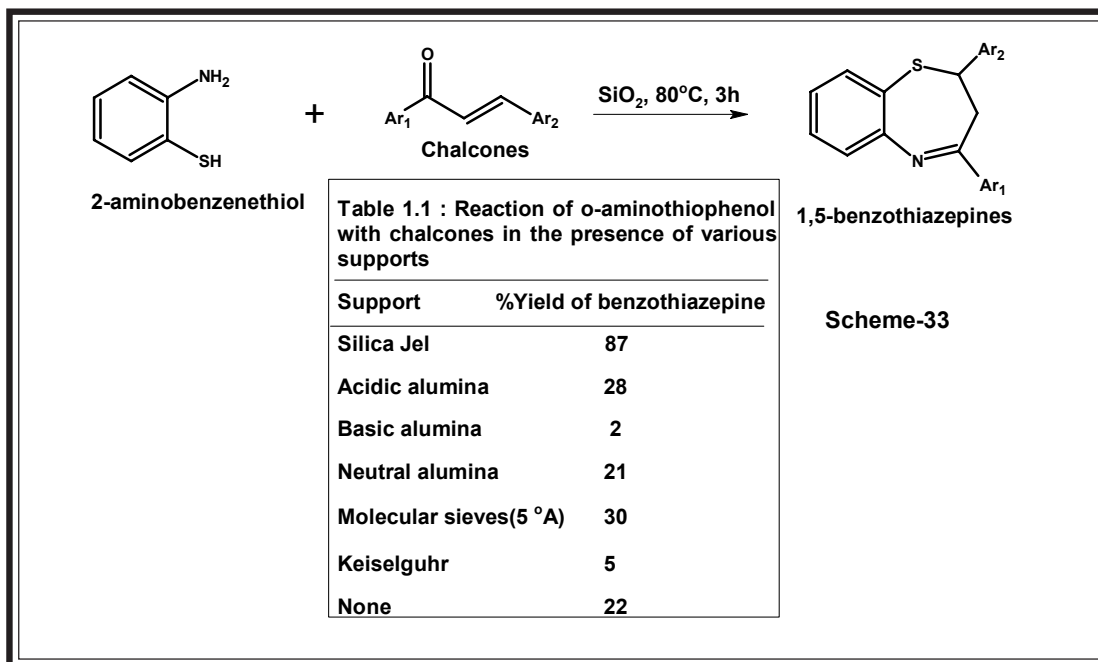 NH2
SH
2-aminobenzenethiol
+
O
Ar1
Ar2
Chalcones
SiO2, 80oC, 3h
S
Ar2
N
Ar1
1,5-benzothiazepines
Table 1.1 : Reaction of o-aminothiophenol
with chalcones in the presence of various
supports
Support %Yield of benzothiazepine
Silica Jel 87
Acidic alumina 28
Basic alumina 2
Neutral alumina 21
Molecular sieves(5 oA) 30
Keiselguhr 5
None 22
Scheme-33